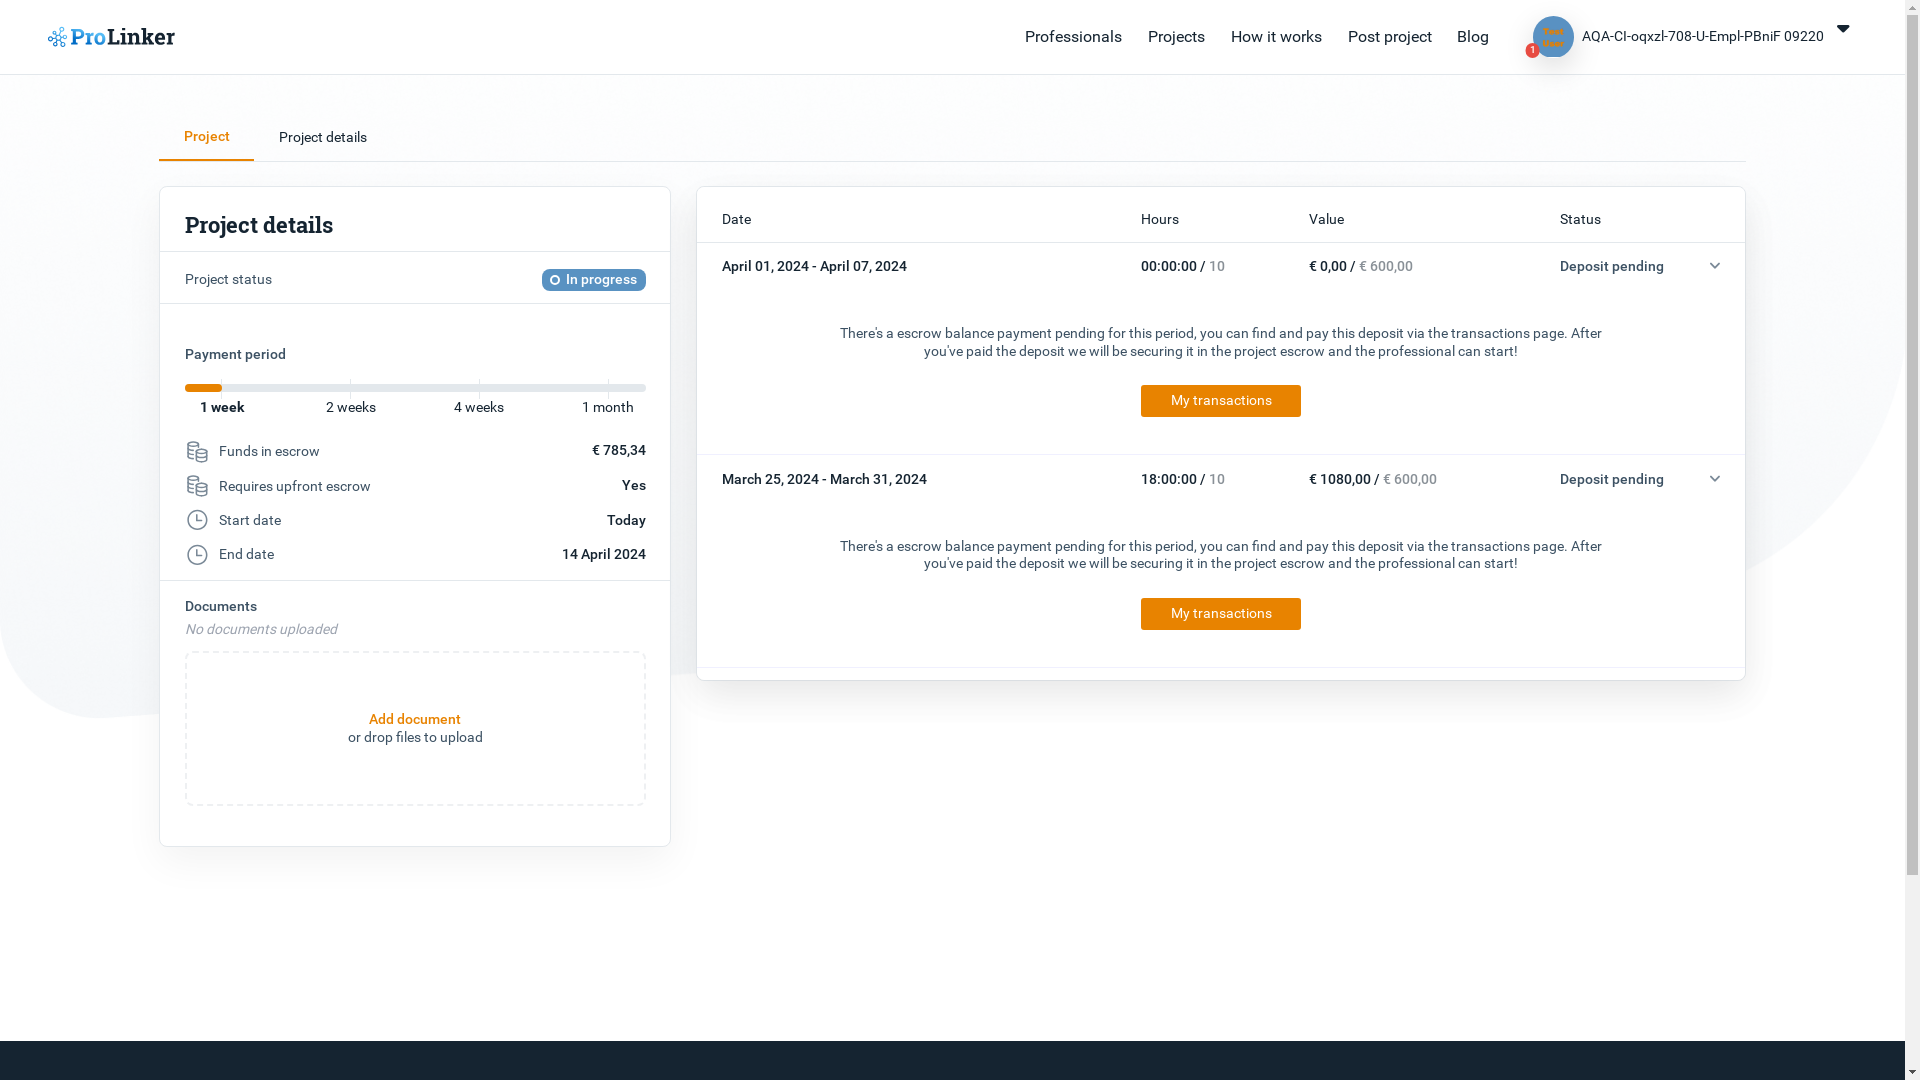 ProLinker
Professionals
Projects
How it works
Post project
Blog
Test
User
1
AQA-CI-oqxzl-708-U-Empl-PBniF 09220
Project
Project details
Project details
Project status
In progress
Payment period
1 week
2 weeks
4 weeks
1 month
Funds in escrow
€ 785,34
Requires upfront escrow
Yes
Start date
Today
End date
14 April 2024
Documents
No documents uploaded
Add document
or drop files to upload
Date
Hours
Value
Status
April 01, 2024 - April 07, 2024
00:00:00 / 10
€ 0,00 / € 600,00
Deposit pending
There's a escrow balance payment pending for this period, you can find and pay this deposit via the transactions page. After
you've paid the deposit we will be securing it in the project escrow and the professional can start!
My transactions
March 25, 2024 - March 31, 2024
18:00:00 / 10
€ 1080,00 / € 600,00
Deposit pending
There's a escrow balance payment pending for this period, you can find and pay this deposit via the transactions page. After
you've paid the deposit we will be securing it in the project escrow and the professional can start!
My transactions